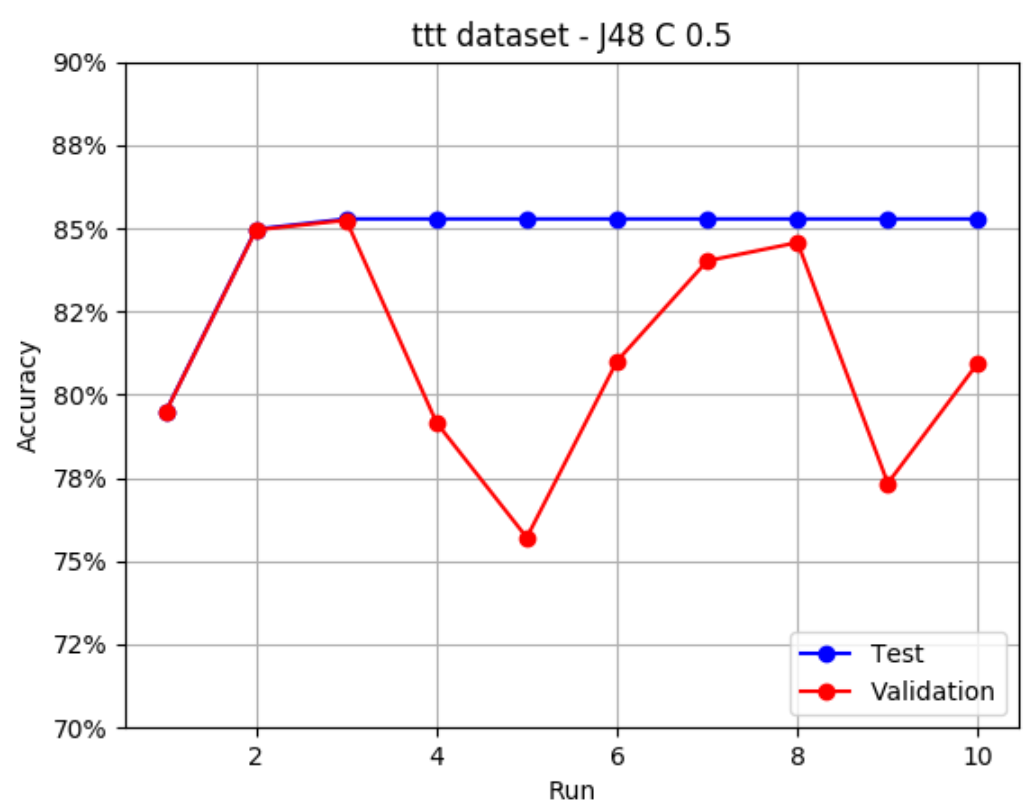 ttt dataset - J48 C 0.5
90%
88%
85%
82%
80%
78%
75%
72%
70%
Accuracy
2 4 6 8 10
Run
Test
Validation